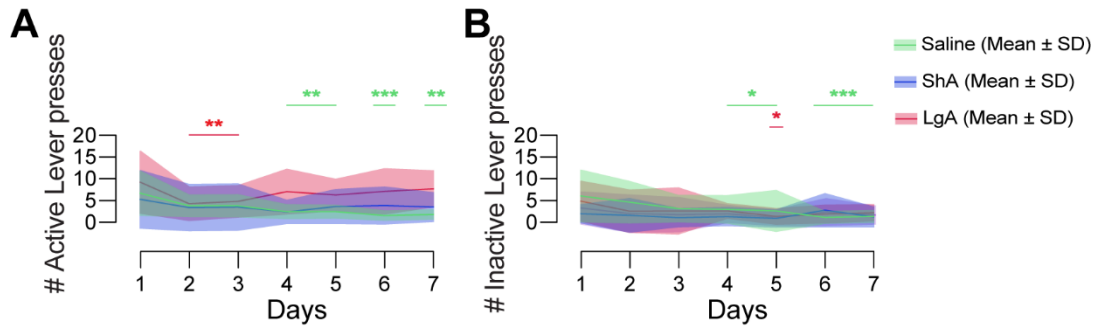 A
# Active Lever presses
20
15
10
5
0
** ** *** **
1 2 3 4 5 6 7
Days
B
# Inactive Lever presses
20
15
10
5
0
* * ***
1 2 3 4 5 6 7
Days
Saline (Mean ± SD)
ShA (Mean ± SD)
LgA (Mean ± SD)